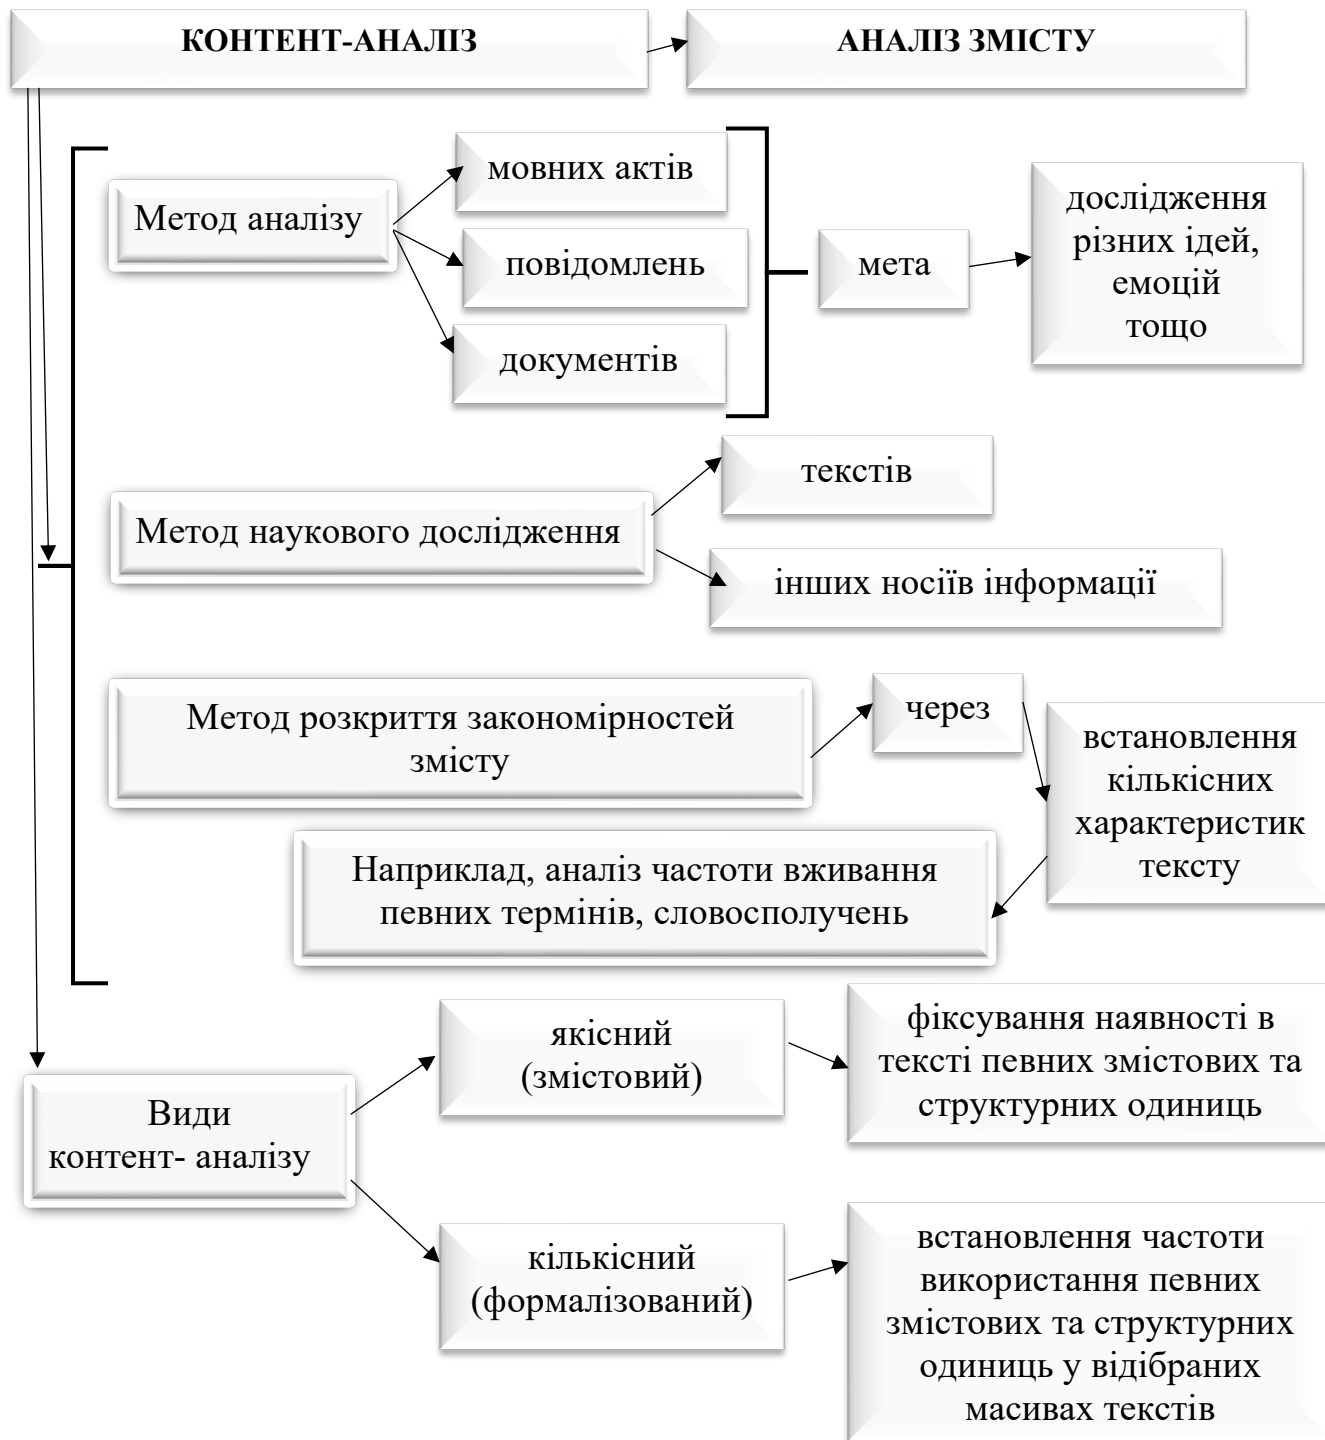 КОНТЕНТ-АНАЛІЗ
АНАЛІЗ ЗМІСТУ
Метод аналізу
мовних актів
повідомлень
документів
мета
дослідження
різних ідей,
емоцій
тощо
Метод наукового дослідження
текстів
інших носіїв інформації
Метод розкриття закономірностей
змісту
через
встановлення
кількісних
характеристик
тексту
Наприклад, аналіз частоти вживання
певних термінів, словосполучень
Види
контент- аналізу
якісний
(змістовий)
фіксування наявності в
тексті певних змістових та
структурних одиниць
кількісний
(формалізований)
встановлення частоти
використання певних
змістових та структурних
одиниць у відібраних
масивах текстів